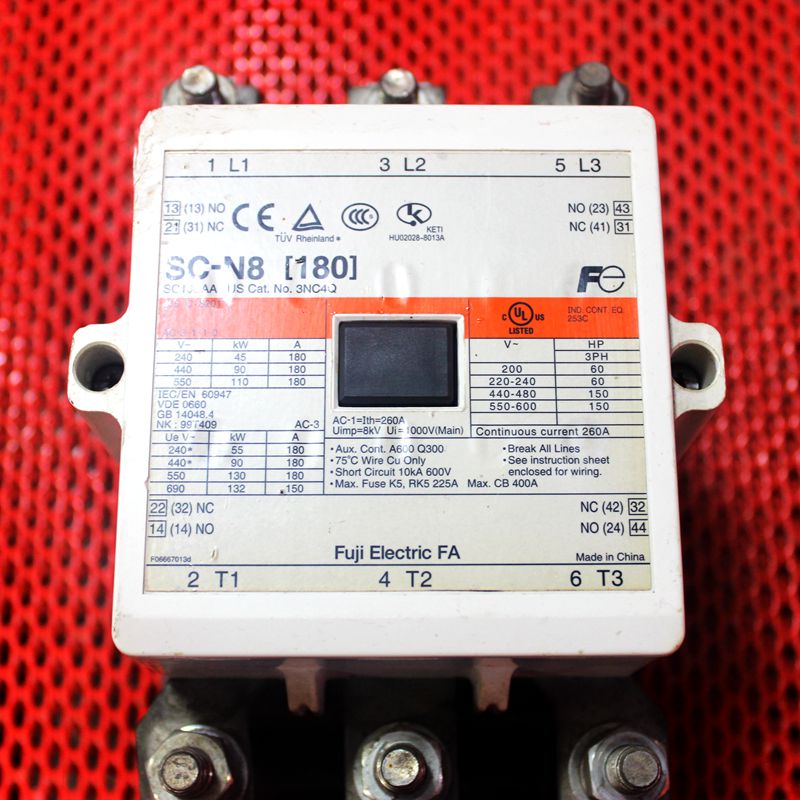 1 L1 3 L2 5 L3
13 (13) NO
21 (31) NC
CE
TÜV Rheinland
CCC
KETI
HU02028-8013A
NO (23) 43
NC (41) 31
SC-N8 [180]
US Cat. No. 3NC4Q
Fe
C UL US
LISTED
IND. CONT. EQ.
253C
V~ kW A
240 45 180
440 90 180
550 110 180
IEC/EN 60947
VDE 0660
GB 14048.4
NK : 99T409 AC-3
Ue V~ kW A
240* 55 180
440* 90 180
550 130 180
690 132 150
V~ HP
3PH
200 60
220-240 60
440-480 150
550-600 150
AC-1=Ith=260A
Uimp=8kV Ui=1000V(Main)
Continuous current 260A
•Aux. Cont. A600 Q300
•75°C Wire Cu Only
•Short Circuit 10kA 600V
•Max. Fuse K5, RK5 225A Max. CB 400A
•Break All Lines
•See instruction sheet
enclosed for wiring.
22 (32) NC
14 (14) NO
NC (42) 32
NO (24) 44
F06667013d
Fuji Electric FA
Made in China
2 T1 4 T2 6 T3